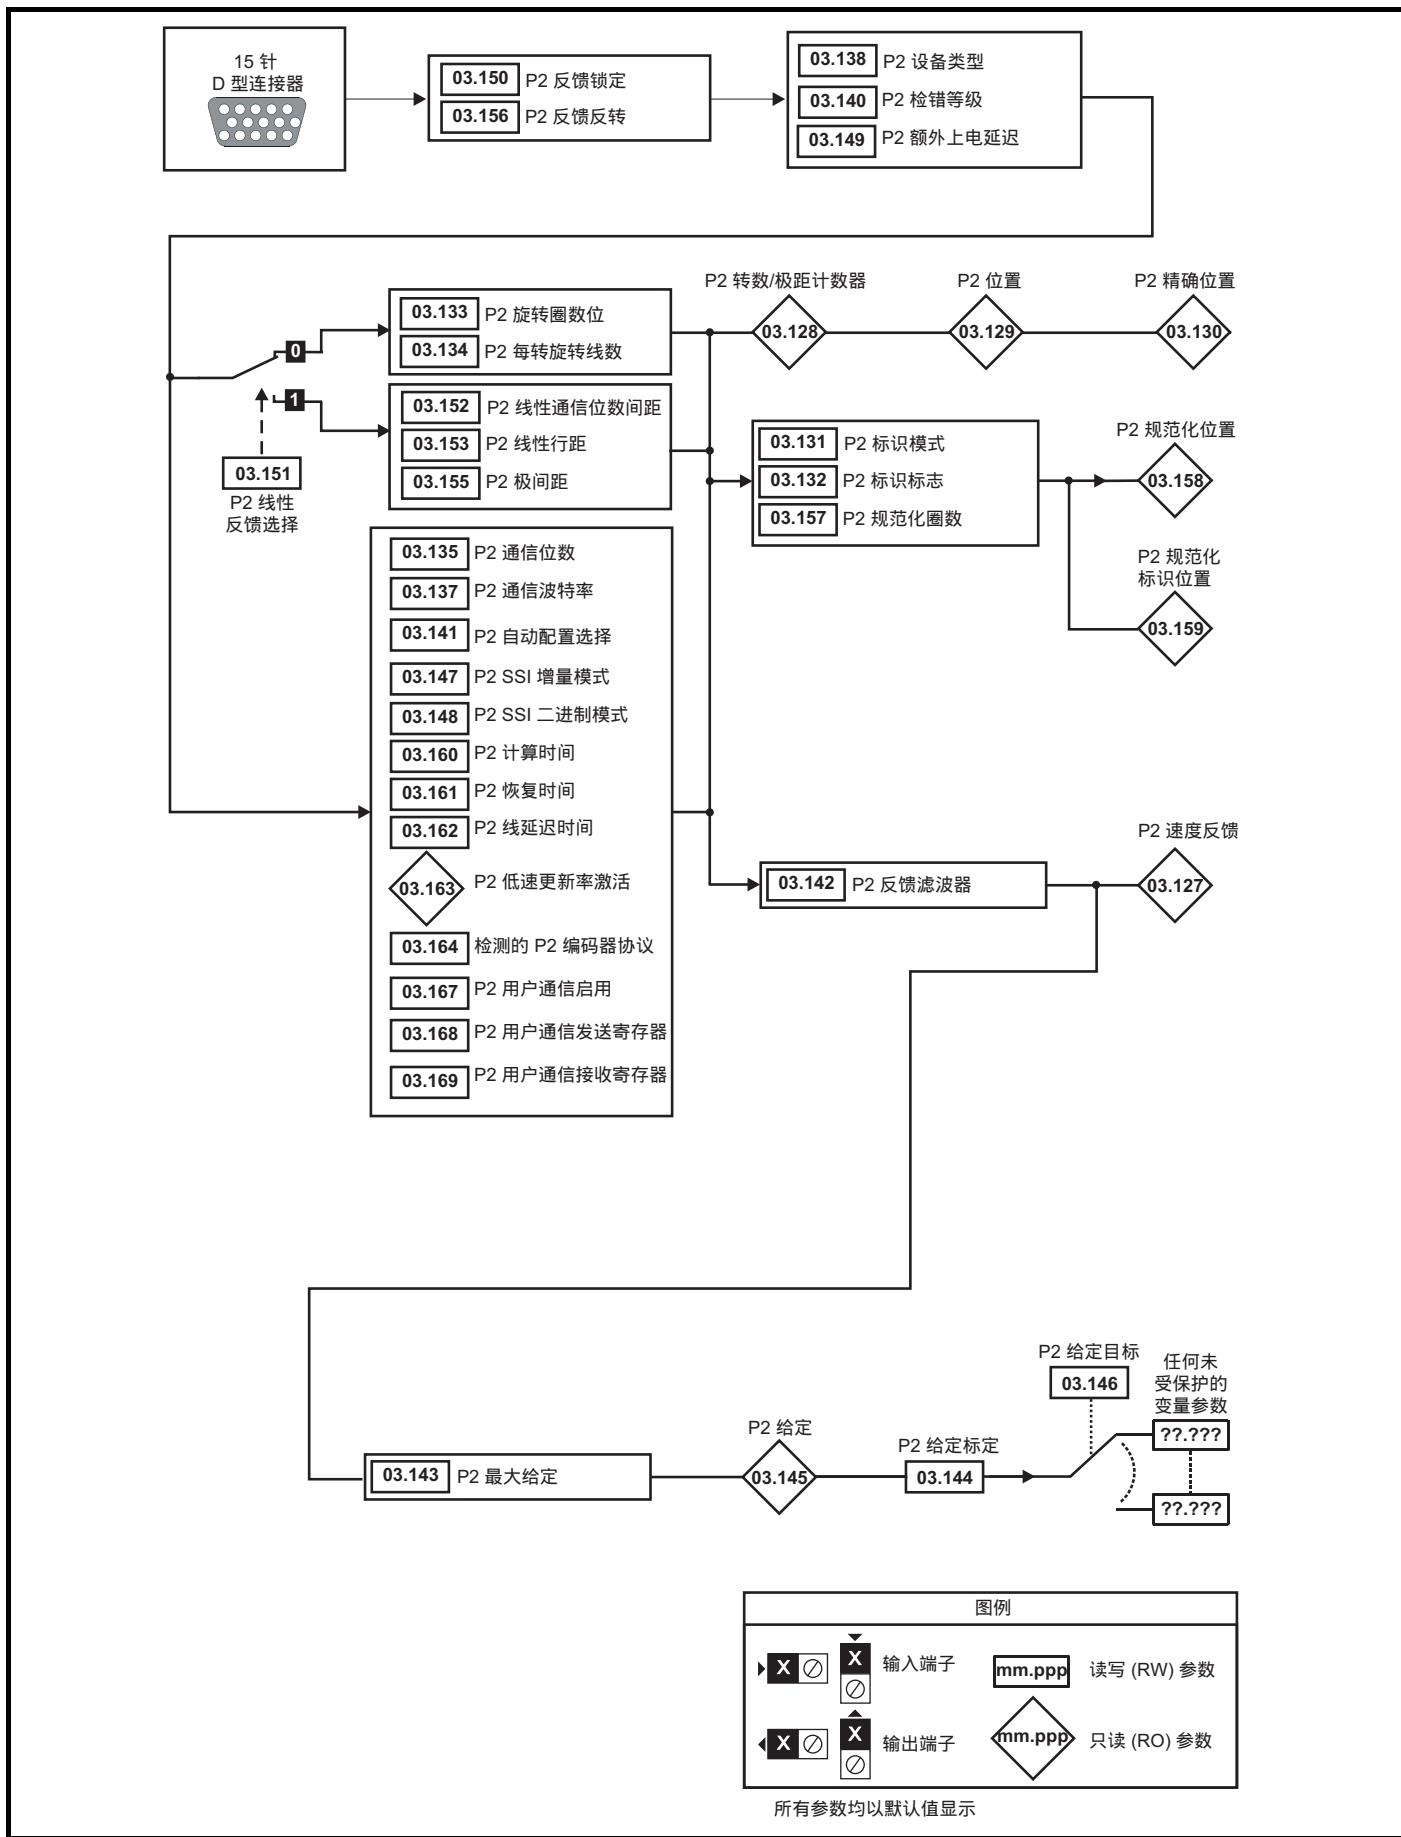 15 针
D 型连接器
03.150 P2 反馈锁定
03.156 P2 反馈反转
03.138 P2 设备类型
03.140 P2 检错等级
03.149 P2 额外上电延迟
0
1
03.151
P2 线性
反馈选择
03.133 P2 旋转圈数位
03.134 P2 每转旋转线数
03.152 P2 线性通信位数间距
03.153 P2 线性行距
03.155 P2 极间距
03.135 P2 通信位数
03.137 P2 通信波特率
03.141 P2 自动配置选择
03.147 P2 SSI 增量模式
03.148 P2 SSI 二进制模式
03.160 P2 计算时间
03.161 P2 恢复时间
03.162 P2 线延迟时间
03.163 P2 低速更新率激活
03.164 检测的 P2 编码器协议
03.167 P2 用户通信启用
03.168 P2 用户通信发送寄存器
03.169 P2 用户通信接收寄存器
P2 转数/极距计数器
03.128
P2 位置
03.129
P2 精确位置
03.130
03.131 P2 标识模式
03.132 P2 标识标志
03.157 P2 规范化圈数
P2 规范化位置
03.158
P2 规范化
标识位置
03.159
03.142 P2 反馈滤波器
P2 速度反馈
03.127
03.143 P2 最大给定
P2 给定
03.145
P2 给定标定
03.144
P2 给定目标
03.146
任何未
受保护的
变量参数
??.???
??.???
图例
X X 输入端子
mm.ppp 读写 (RW) 参数
X X 输出端子
mm.ppp 只读 (RO) 参数
所有参数均以默认值显示